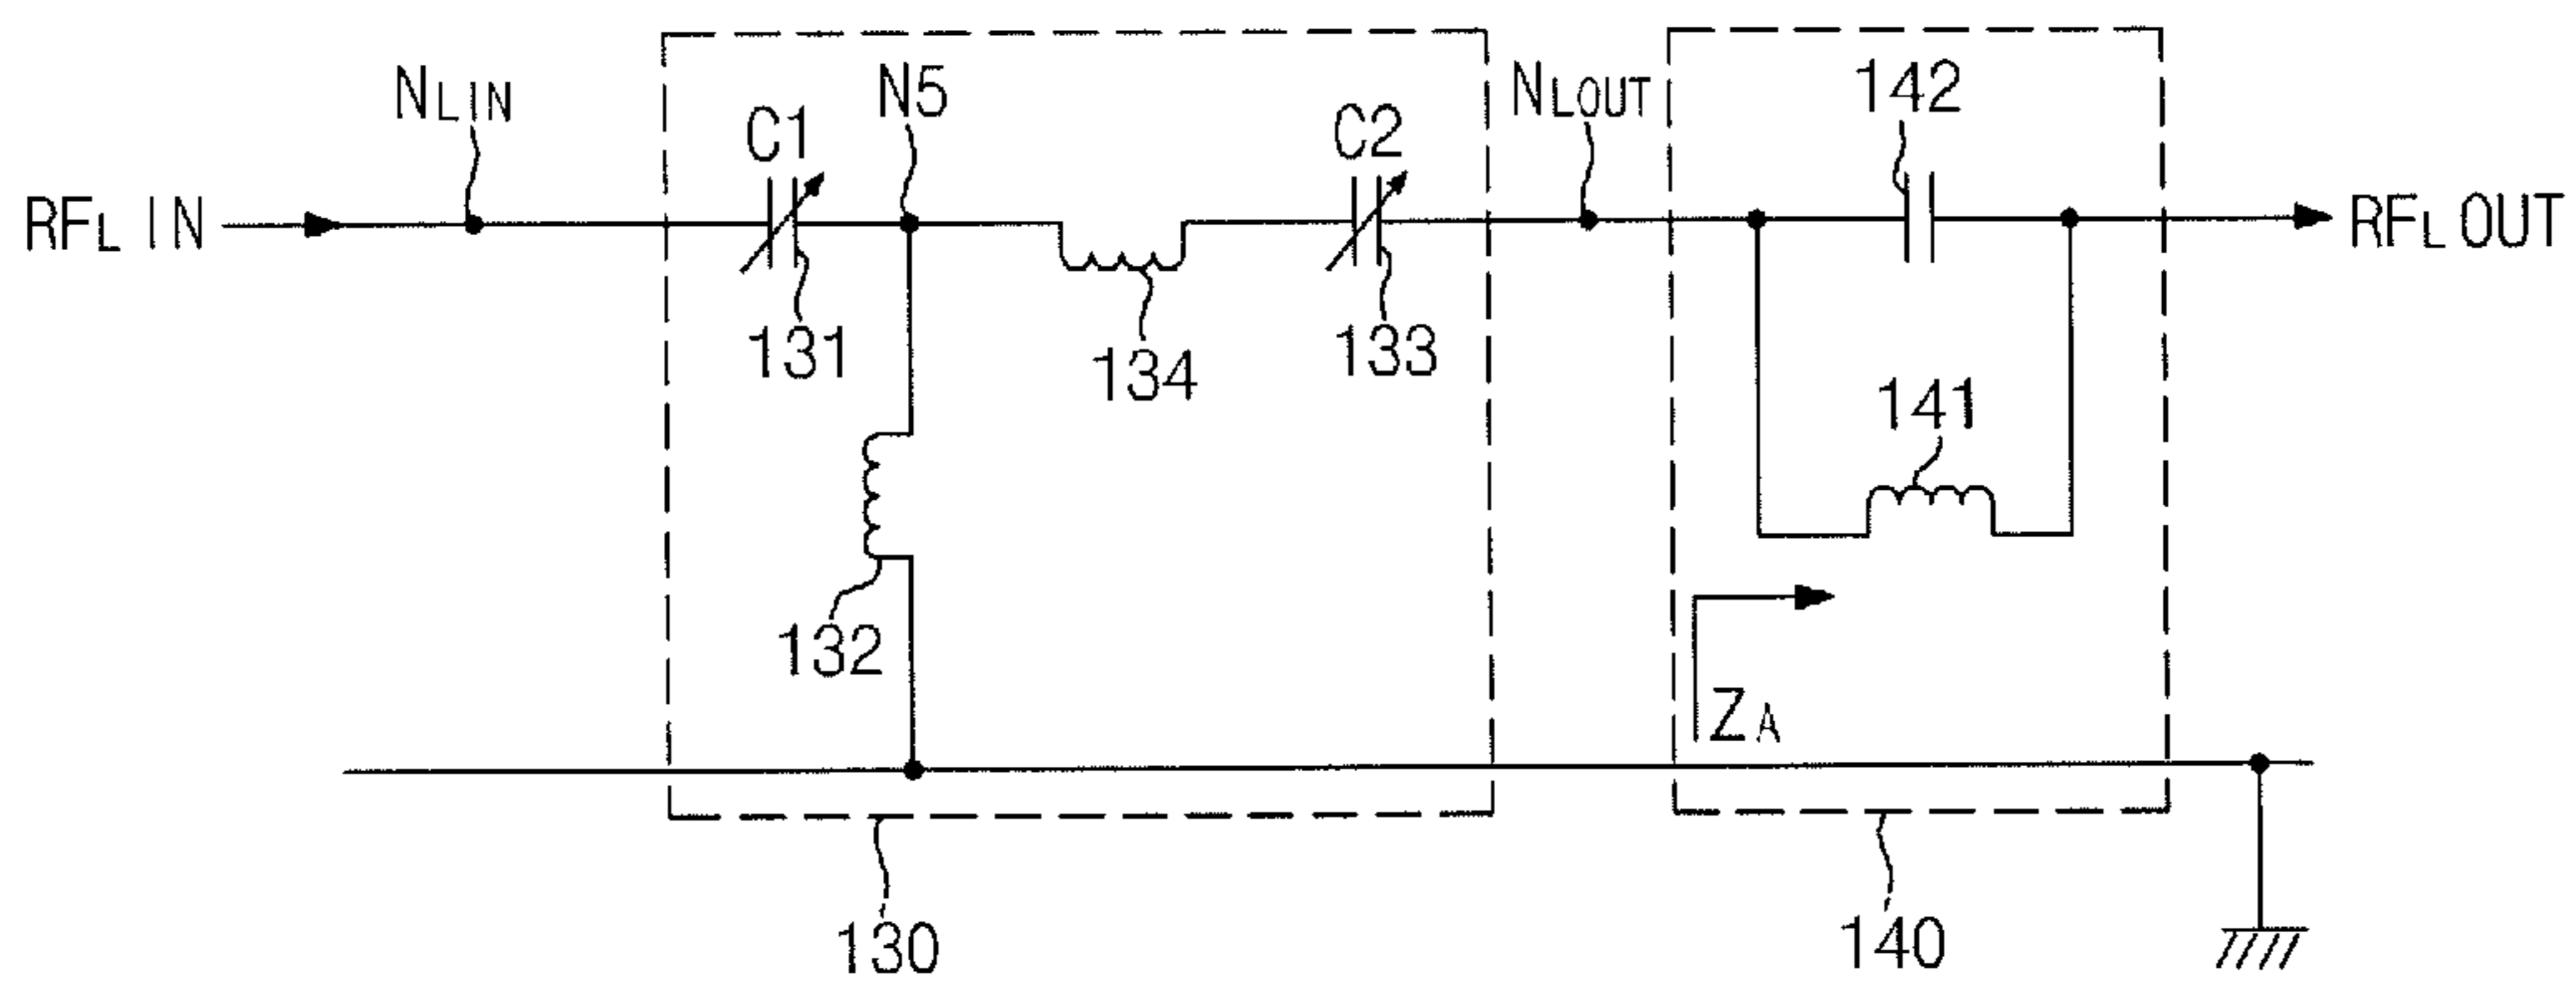 RFL IN
NLIN
C1
N5
C2
NLOUT
142
RFL OUT
131
134
133
141
132
ZA
130
140